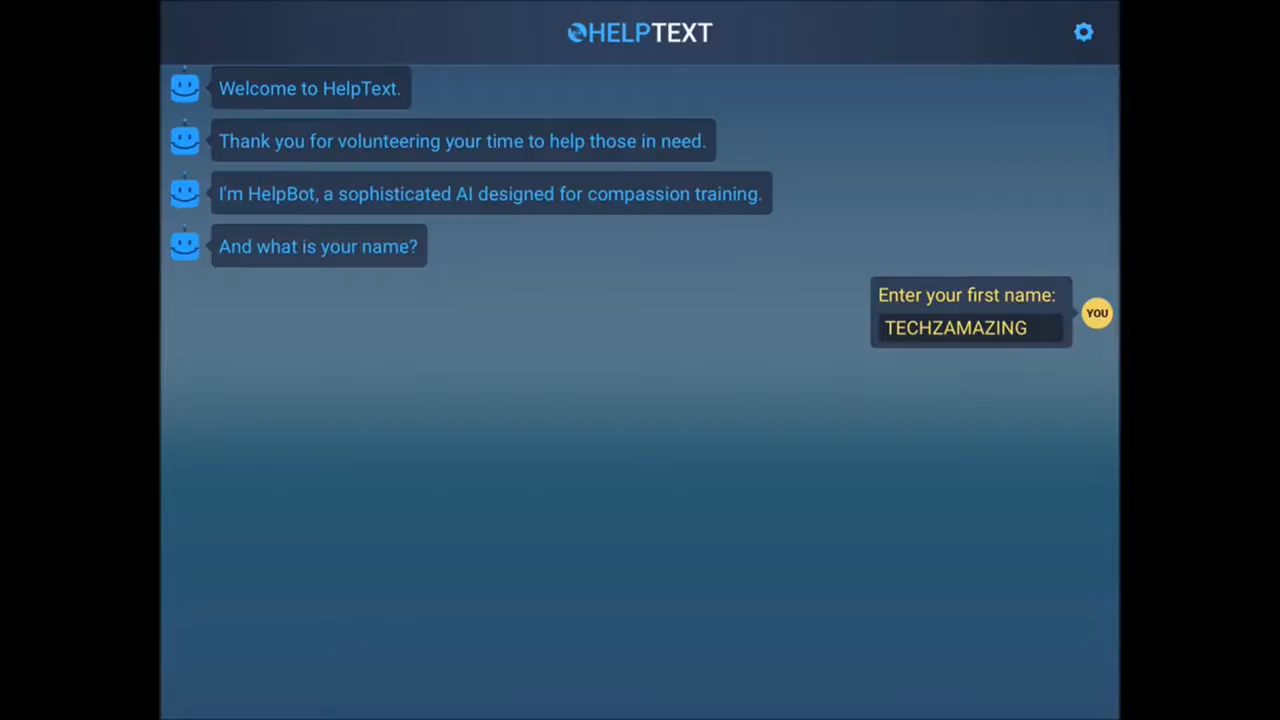 HELPTEXT
Welcome to HelpText.
Thank you for volunteering your time to help those in need.
I'm HelpBot, a sophisticated AI designed for compassion training.
And what is your name?
Enter your first name:
TECHZAMAZING
YOU